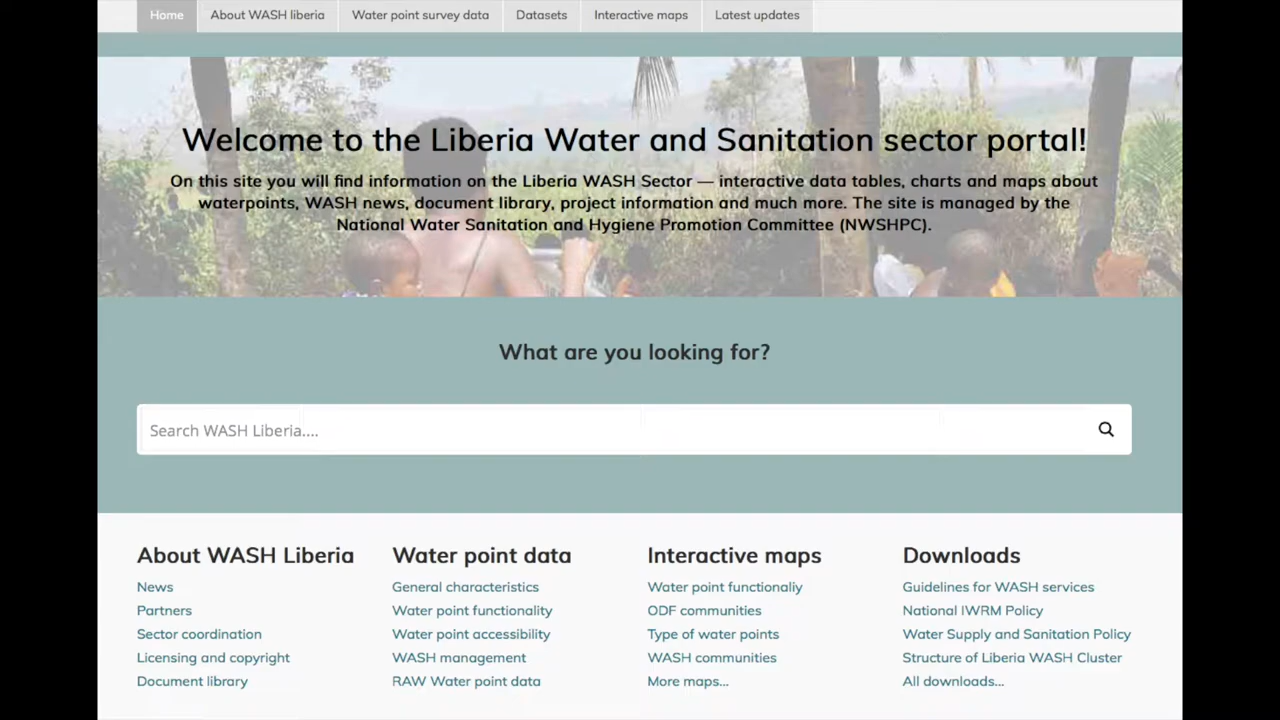 Home About WASH liberia Water point survey data Datasets Interactive maps Latest updates
Welcome to the Liberia Water and Sanitation sector portal!
On this site you will find information on the Liberia WASH Sector — interactive data tables, charts and maps about
waterpoints, WASH news, document library, project information and much more. The site is managed by the
National Water Sanitation and Hygiene Promotion Committee (NWSHPC).
What are you looking for?
Search WASH Liberia....
About WASH Liberia
News
Partners
Sector coordination
Licensing and copyright
Document library
Water point data
General characteristics
Water point functionality
Water point accessibility
WASH management
RAW Water point data
Interactive maps
Water point functionaliy
ODF communities
Type of water points
WASH communities
More maps...
Downloads
Guidelines for WASH services
National IWRM Policy
Water Supply and Sanitation Policy
Structure of Liberia WASH Cluster
All downloads...